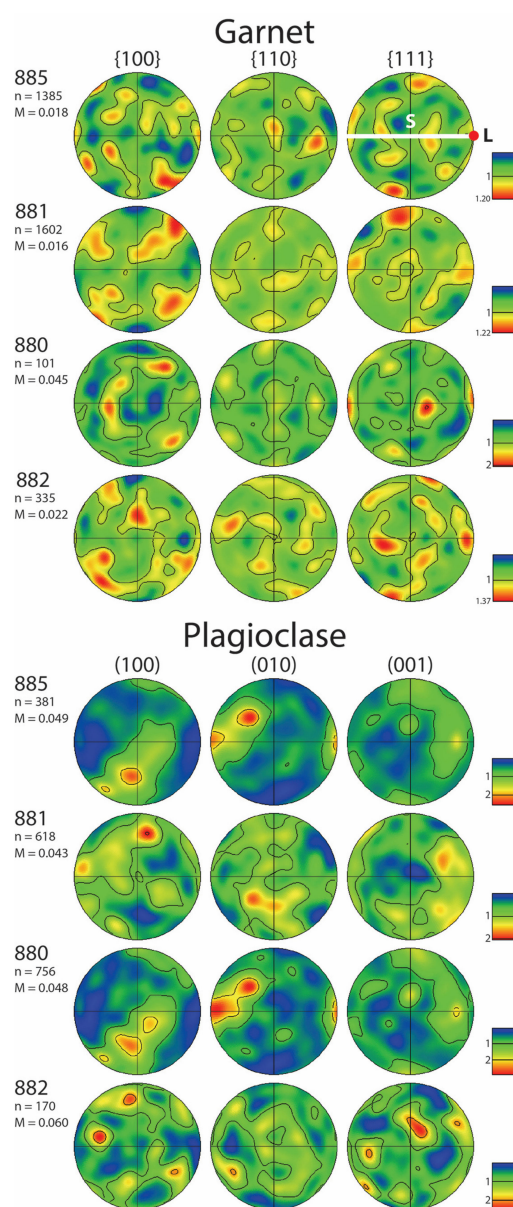 Garnet
{100} {110} {111}
885
n = 1385
M = 0.018
S
L
1
1.20
881
n = 1602
M = 0.016
1
1.22
880
n = 101
M = 0.045
1
2
882
n = 335
M = 0.022
1
1.37
Plagioclase
(100) (010) (001)
885
n = 381
M = 0.049
1
2
881
n = 618
M = 0.043
1
2
880
n = 756
M = 0.048
1
2
882
n = 170
M = 0.060
1
2